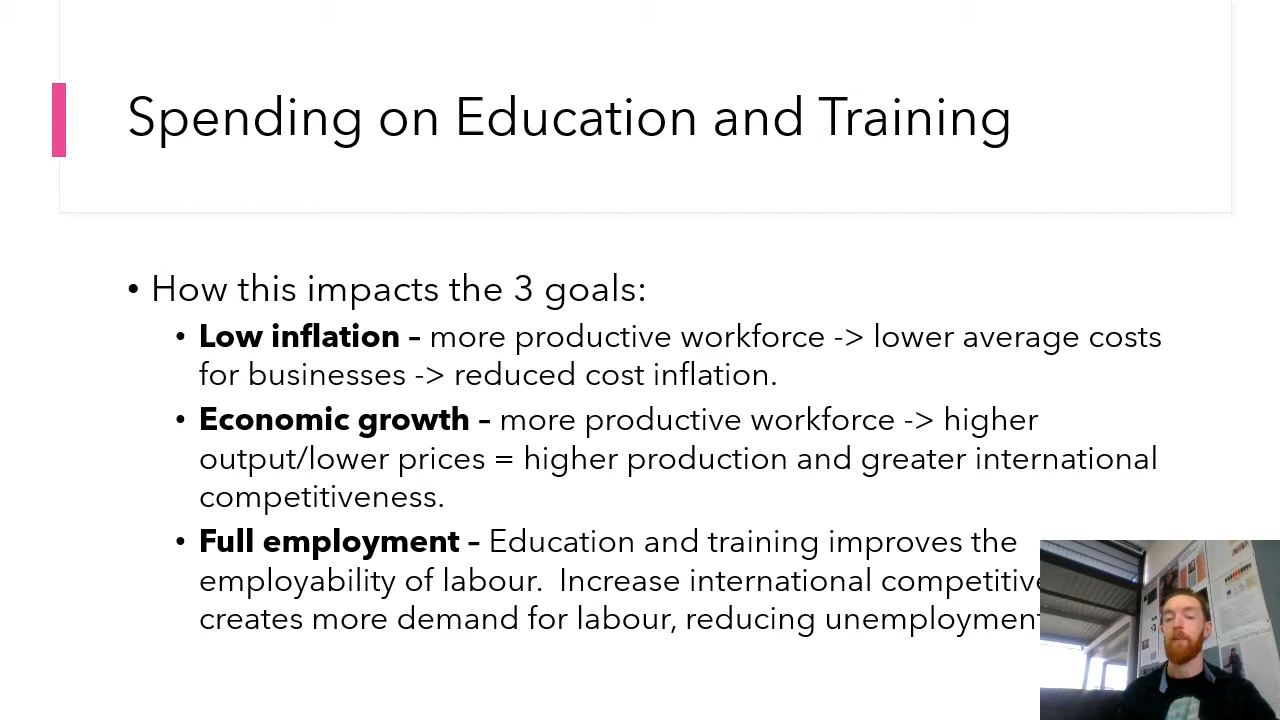 Spending on Education and Training
• How this impacts the 3 goals:
• Low inflation – more productive workforce -> lower average costs
for businesses -> reduced cost inflation.
• Economic growth – more productive workforce -> higher
output/lower prices = higher production and greater international
competitiveness.
• Full employment – Education and training improves the
employability of labour.  Increase international
creates more demand for labour, reducing